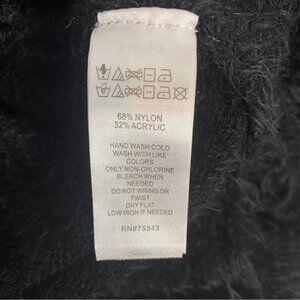 68% NYLON
32% ACRYLIC
HAND WASH COLD
WASH WITH LIKE
COLORS
ONLY NON-CHLORINE
BLEACH WHEN
NEEDED
DO NOT WRING OR
TWIST
DRY FLAT
LOW IRON IF NEEDED
RN#75343